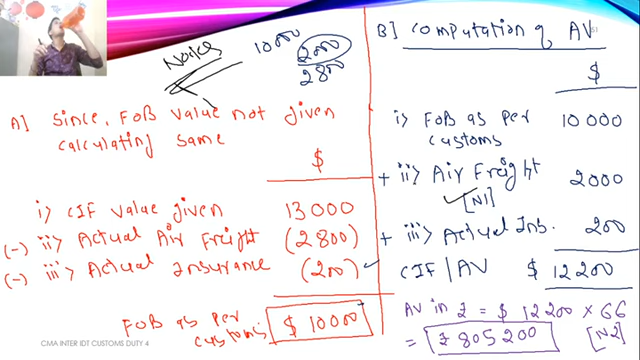 Notes
10000
2000
2800
A] Since, FOB value not given
calculating same
$
i> CIF value given 13000
(-) ii> Actual Air Freight (2800)
(-) iii> Actual Insurance (200)
FOB as per
customs. $ 10000
CMA INTER IDT CUSTOMS DUTY 4
B] Computation of AV
$
i> FOB as per 10000
customs
+ ii> Air Freight 2000
[N1]
+ iii> Actual Ins. 200
CIF/AV $ 12200
AV in ₹ = $ 12200 × 66
= ₹ 805200 [N2]